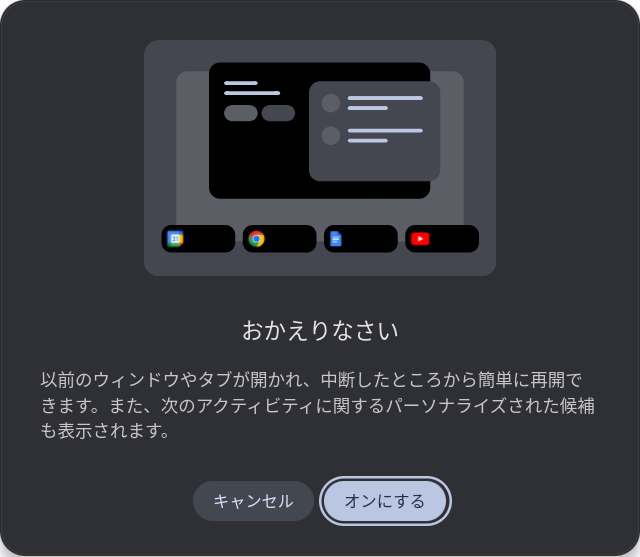 おかえりなさい
以前のウィンドウやタブが開かれ、中断したところから簡単に再開で
きます。また、次のアクティビティに関するパーソナライズされた候補
も表示されます。
キャンセル オンにする